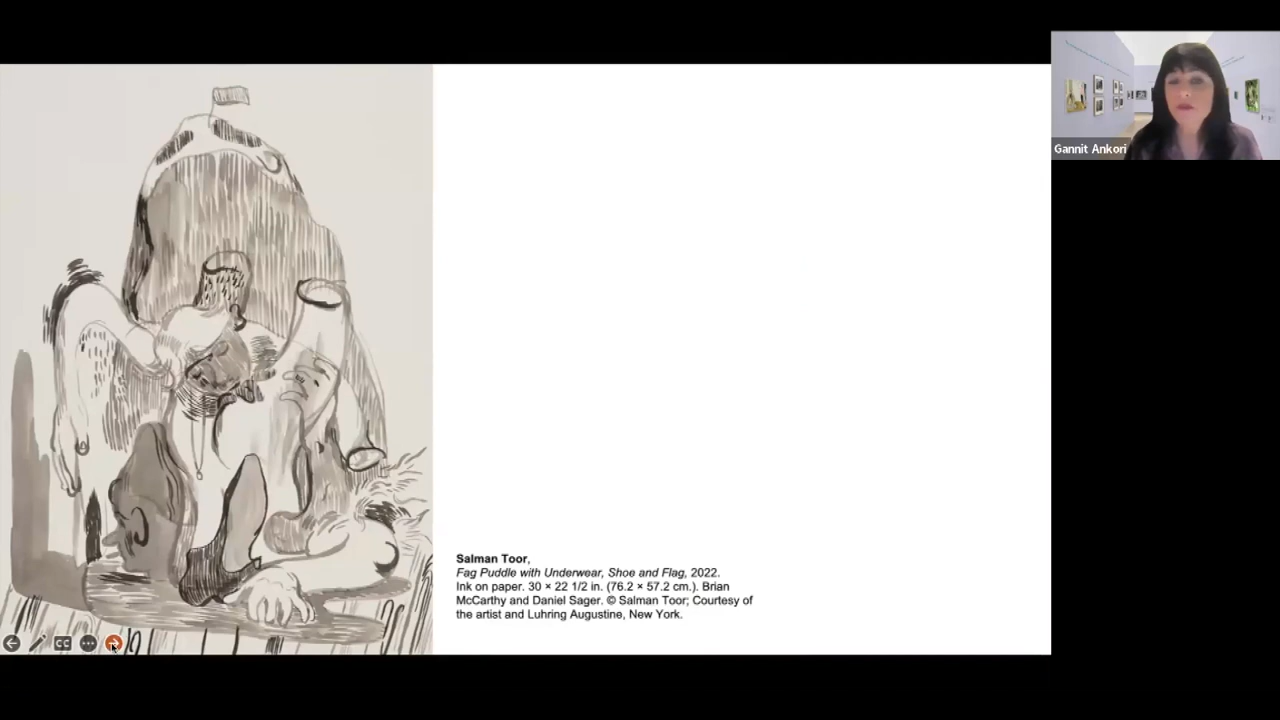 Gannit Ankori
Salman Toor,
Fag Puddle with Underwear, Shoe and Flag, 2022.
Ink on paper. 30 × 22 1/2 in. (76.2 × 57.2 cm.). Brian
McCarthy and Daniel Sager. © Salman Toor; Courtesy of
the artist and Luhring Augustine, New York.
CC